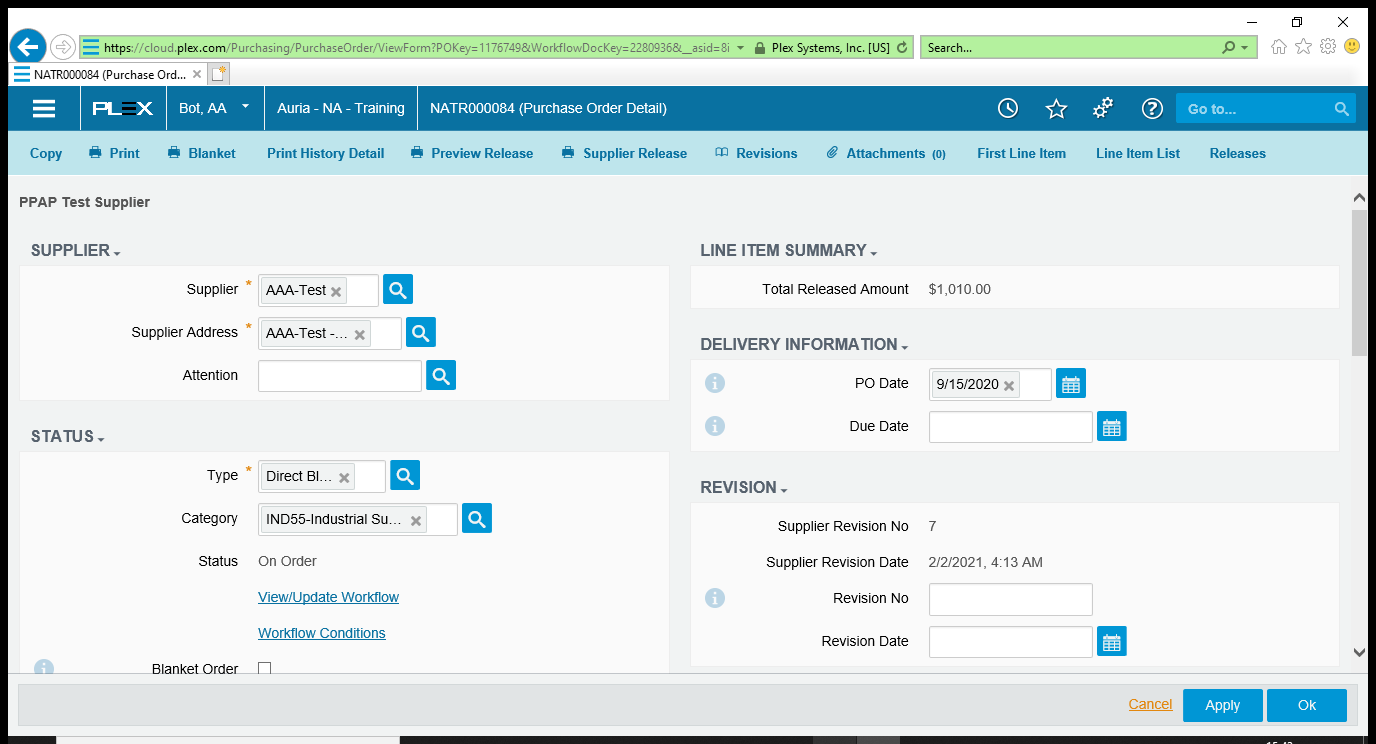 https://cloud.plex.com/Purchasing/PurchaseOrder/ViewForm?POKey=1176749&WorkflowDocKey=2280936&__asid=8i
Plex Systems, Inc. [US]
Search...
NATR000084 (Purchase Ord...
PLEX
Bot, AA
Auria - NA - Training
NATR000084 (Purchase Order Detail)
Go to...
Copy
Print
Blanket
Print History Detail
Preview Release
Supplier Release
Revisions
Attachments (0)
First Line Item
Line Item List
Releases
PPAP Test Supplier
SUPPLIER
Supplier * AAA-Test
Supplier Address * AAA-Test -...
Attention
STATUS
Type * Direct Bl...
Category IND55-Industrial Su...
Status On Order
View/Update Workflow
Workflow Conditions
Blanket Order
LINE ITEM SUMMARY
Total Released Amount $1,010.00
DELIVERY INFORMATION
PO Date 9/15/2020
Due Date
REVISION
Supplier Revision No 7
Supplier Revision Date 2/2/2021, 4:13 AM
Revision No
Revision Date
Cancel
Apply
Ok